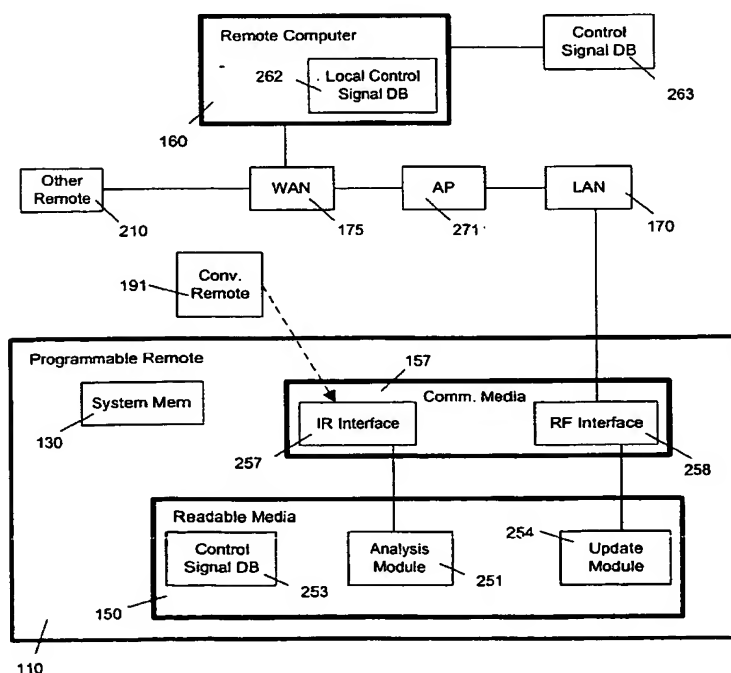 Remote Computer
262
Local Control
Signal DB
160
Control
Signal DB
263
Other
Remote
210
WAN
175
AP
271
LAN
170
191
Conv.
Remote
Programmable Remote
157
System Mem
130
Comm. Media
IR Interface
257
RF Interface
258
Readable Media
Control
Signal DB
253
150
Analysis
Module
251
254
Update
Module
110